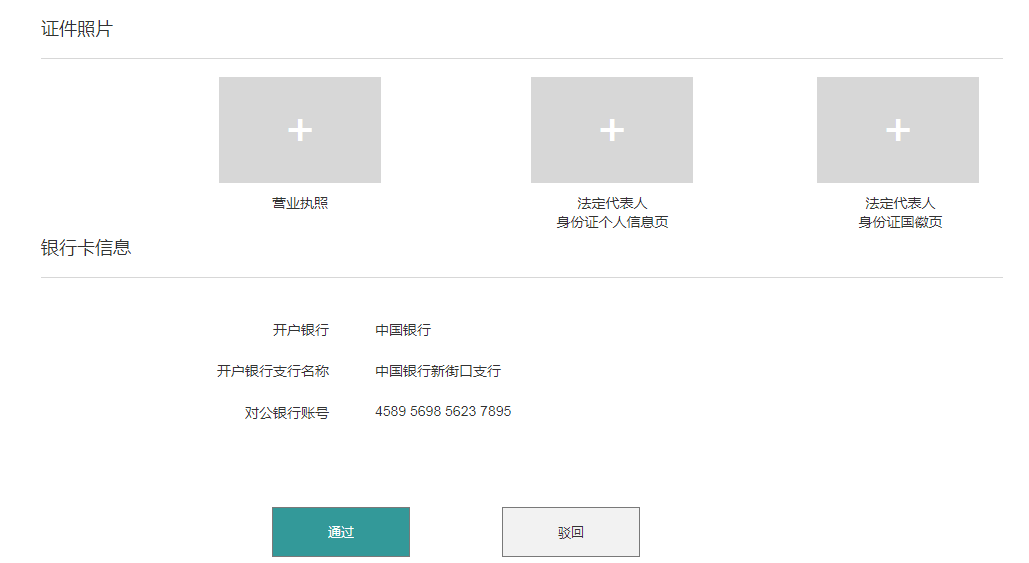 证件照片
营业执照
法定代表人
身份证个人信息页
法定代表人
身份证国徽页
银行卡信息
开户银行 中国银行
开户银行支行名称 中国银行新街口支行
对公银行账号 4589 5698 5623 7895
通过 驳回